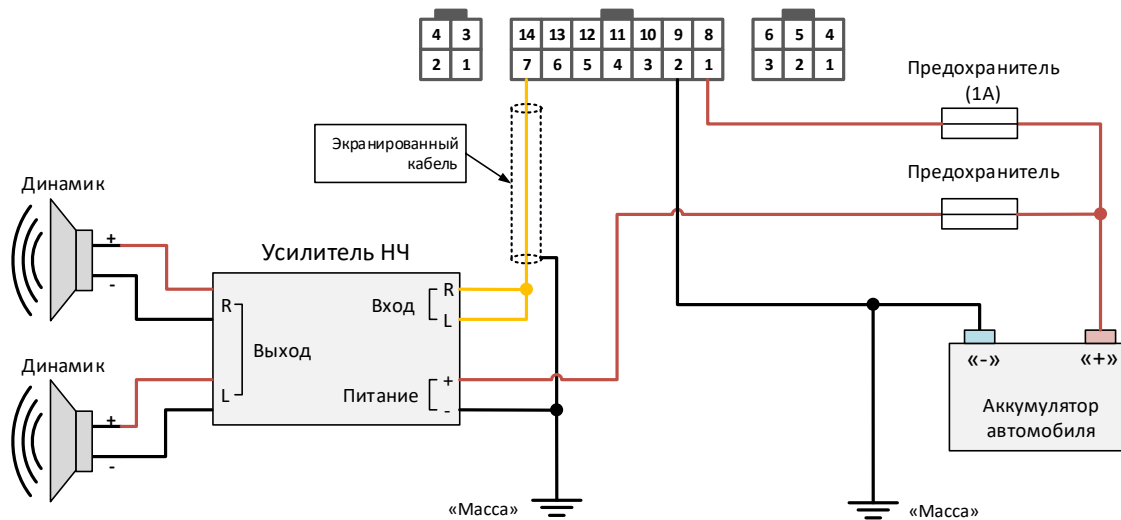 4 3
2 1
14 13 12 11 10 9 8
7 6 5 4 3 2 1
6 5 4
3 2 1
Предохранитель
(1А)
Экранированный
кабель
Предохранитель
Динамик
+
-
Усилитель НЧ
R
L
Выход
Вход
R
L
Питание
+
-
Динамик
+
-
«-»
«+»
Аккумулятор
автомобиля
«Масса»
«Масса»